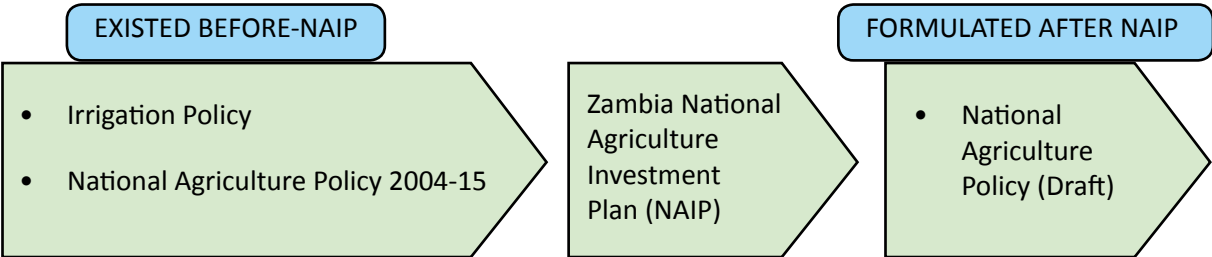 EXISTED BEFORE-NAIP
• Irrigation Policy
• National Agriculture Policy 2004-15
Zambia National
Agriculture
Investment
Plan (NAIP)
FORMULATED AFTER NAIP
• National
Agriculture
Policy (Draft)